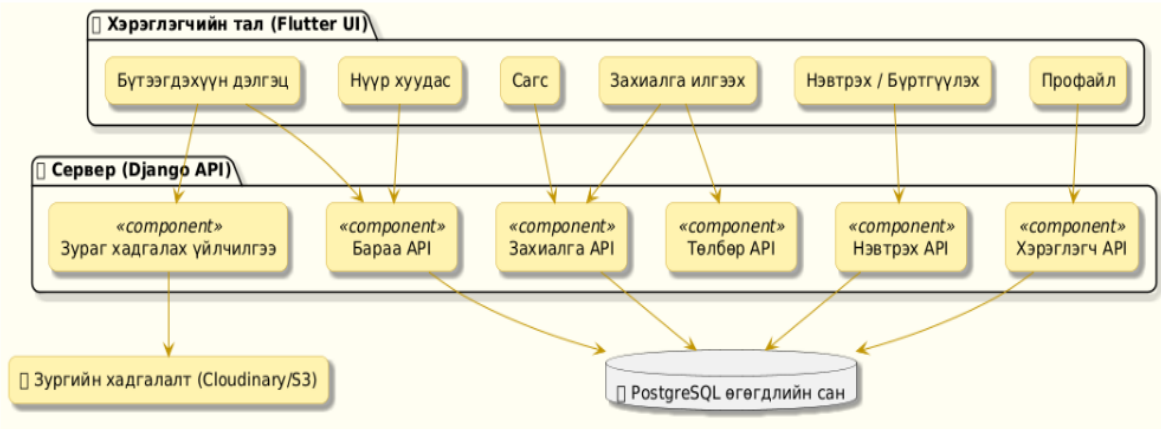 Хэрэглэгчийн тал (Flutter UI)
Бүтээгдэхүүн дэлгэц
Нүүр хуудас
Сагс
Захиалга илгээх
Нэвтрэх / Бүртгүүлэх
Профайл
Сервер (Django API)
«component»
Зураг хадгалах үйлчилгээ
«component»
Бараа API
«component»
Захиалга API
«component»
Төлбөр API
«component»
Нэвтрэх API
«component»
Хэрэглэгч API
Зургийн хадгалалт (Cloudinary/S3)
PostgreSQL өгөгдлийн сан